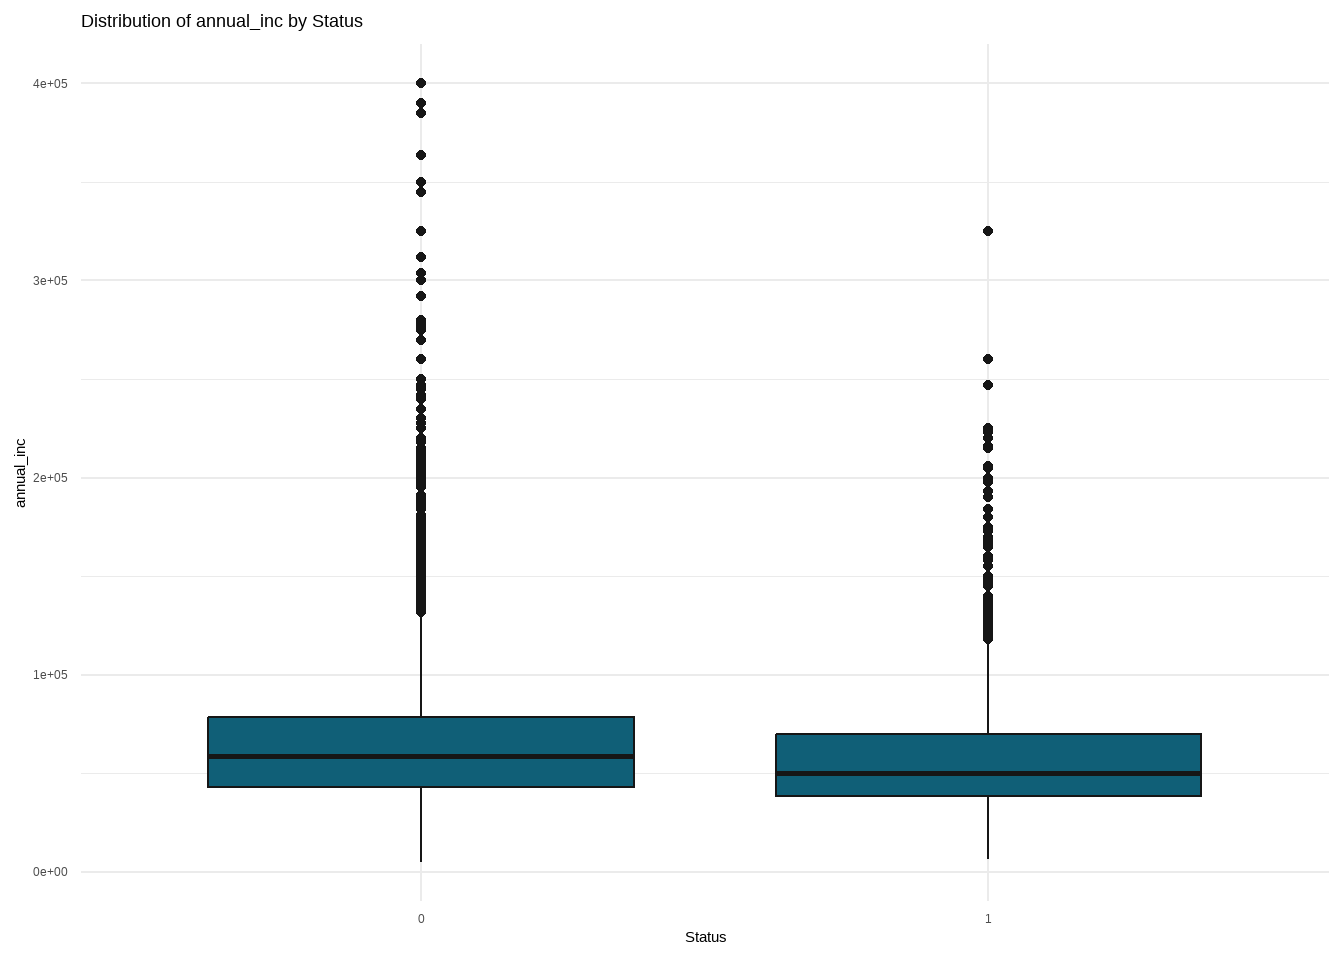 Distribution of annual_inc by Status
4e+05
3e+05
2e+05
1e+05
0e+00
annual_inc
0
1
Status